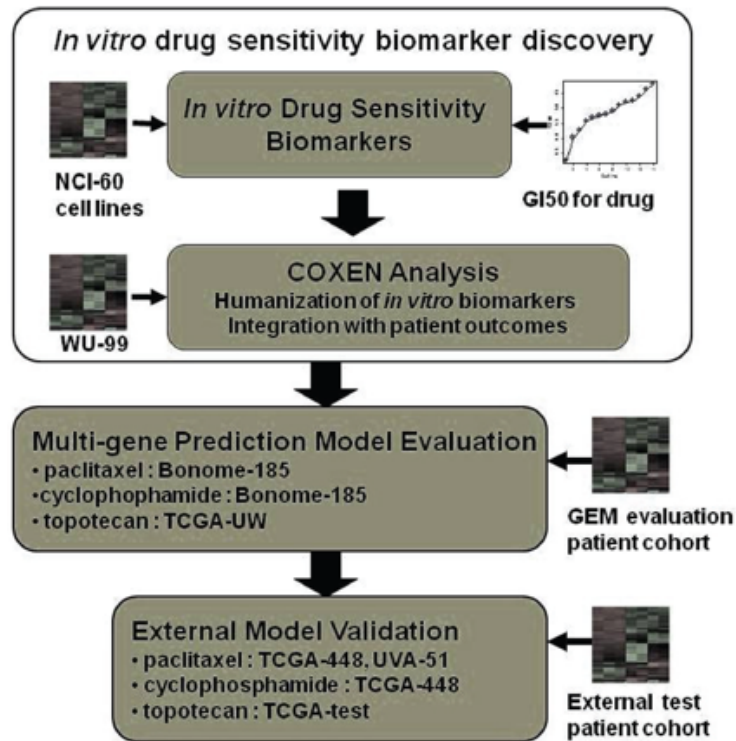 In vitro drug sensitivity biomarker discovery
In vitro Drug Sensitivity
Biomarkers
NCI-60
cell lines
GI50 for drug
COXEN Analysis
Humanization of in vitro biomarkers
Integration with patient outcomes
WU-99
Multi-gene Prediction Model Evaluation
• paclitaxel : Bonome-185
• cyclophophamide : Bonome-185
• topotecan : TCGA-UW
GEM evaluation
patient cohort
External Model Validation
• paclitaxel : TCGA-448, UVA-51
• cyclophosphamide : TCGA-448
• topotecan : TCGA-test
External test
patient cohort